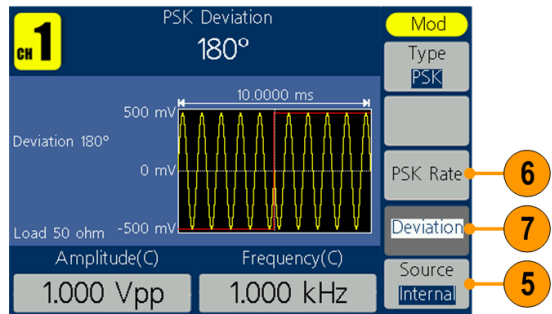 CH 1
PSK Deviation
180°
Mod
Type
PSK
10.0000 ms
500 mV
Deviation 180°
0 mV
PSK Rate
6
Load 50 ohm
-500 mV
Deviation
7
Amplitude(C)
Frequency(C)
1.000 Vpp
1.000 kHz
Source
Internal
5